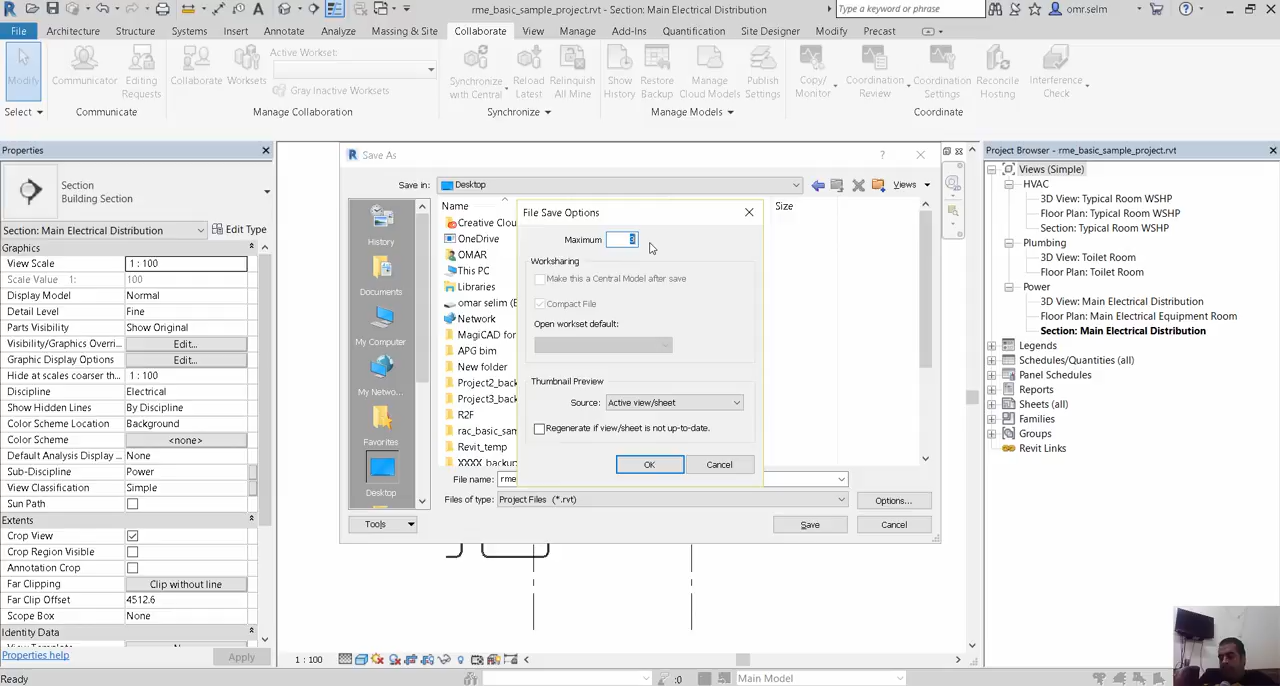 rme_basic_sample_project.rvt - Section: Main Electrical Distribution
Type a keyword or phrase
omr.selm
File Architecture Structure Systems Insert Annotate Analyze Massing & Site Collaborate View Manage Add-Ins Quantification Site Designer Modify Precast
Modify
Communicator
Editing Requests
Collaborate
Worksets
Active Workset:
Gray Inactive Worksets
Synchronize with Central
Reload Latest
Relinquish All Mine
Show History
Restore Backup
Manage Cloud Models
Publish Settings
Copy/ Monitor
Coordination Review
Coordination Settings
Reconcile Hosting
Interference Check
Select
Communicate
Manage Collaboration
Synchronize
Manage Models
Coordinate
Properties
Section
Building Section
Section: Main Electrical Distribution
Edit Type
Graphics
View Scale 1 : 100
Scale Value 1: 100
Display Model Normal
Detail Level Fine
Parts Visibility Show Original
Visibility/Graphics Overri... Edit...
Graphic Display Options Edit...
Hide at scales coarser th... 1 : 100
Discipline Electrical
Show Hidden Lines By Discipline
Color Scheme Location Background
Color Scheme <none>
Default Analysis Display ... None
Sub-Discipline Power
View Classification Simple
Sun Path
Extents
Crop View
Crop Region Visible
Annotation Crop
Far Clipping Clip without line
Far Clip Offset 4512.6
Scope Box None
Identity Data
Properties help
Apply
Save As
Save in: Desktop
Views
History
Documents
My Computer
My Netwo...
Favorites
Desktop
Name
Size
Creative Clou
OneDrive
OMAR
This PC
Libraries
omar selim (E
Network
MagiCAD for
APG bim
New folder
Project2_back
Project3_back
R2F
rac_basic_sam
Revit_temp
XXXX_backup
File Save Options
Maximum 3
Worksharing
Make this a Central Model after save
Compact File
Open workset default:
Thumbnail Preview
Source: Active view/sheet
Regenerate if view/sheet is not up-to-date.
OK
Cancel
File name: rme
Files of type: Project Files (*.rvt)
Options...
Tools
Save
Cancel
Project Browser - rme_basic_sample_project.rvt
Views (Simple)
HVAC
3D View: Typical Room WSHP
Floor Plan: Typical Room WSHP
Section: Typical Room WSHP
Plumbing
3D View: Toilet Room
Floor Plan: Toilet Room
Power
3D View: Main Electrical Distribution
Floor Plan: Main Electrical Equipment Room
Section: Main Electrical Distribution
Legends
Schedules/Quantities (all)
Panel Schedules
Reports
Sheets (all)
Families
Groups
Revit Links
1 : 100
Ready
:0
Main Model